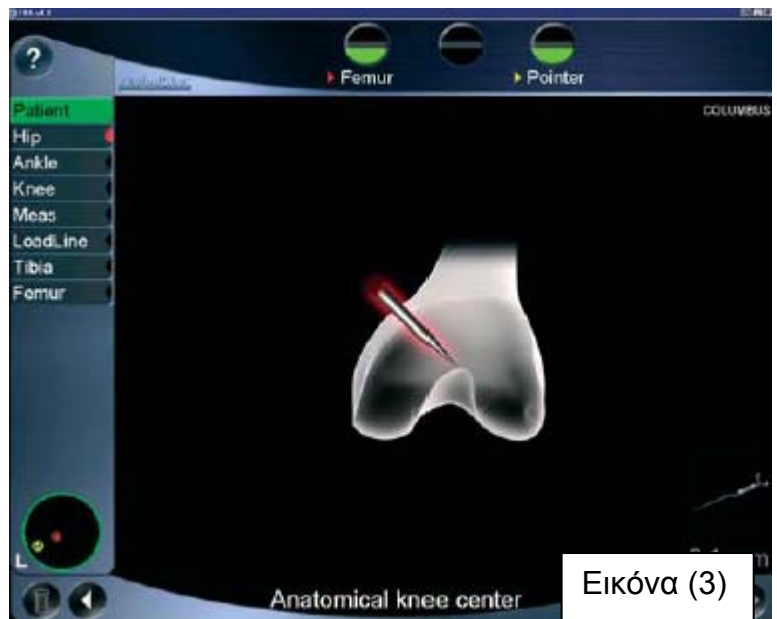 ?
Femur
Pointer
COLUMBUS
Patient
Hip
Ankle
Knee
Meas
LoadLine
Tibia
Femur
L
Anatomical knee center
Εικόνα (3)